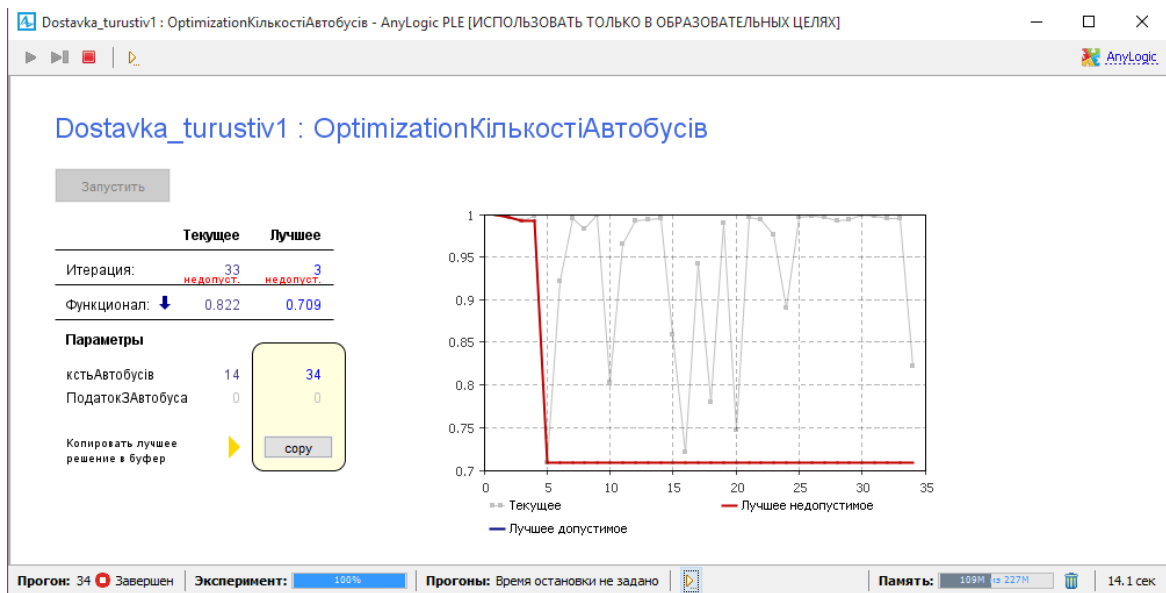 Dostavka_turustiv1 : OptimizationКількостіАвтобусів - AnyLogic PLE [ИСПОЛЬЗОВАТЬ ТОЛЬКО В ОБРАЗОВАТЕЛЬНЫХ ЦЕЛЯХ]
AnyLogic
Dostavka_turustiv1 : OptimizationКількостіАвтобусів
Запустить
Текущее Лучшее
Итерация: 33 3
недопуст. недопуст.
Функционал: 0.822 0.709
Параметры
кстьАвтобусів 14 34
ПодатокЗАвтобуса 0 0
Копировать лучшее
решение в буфер
copy
1
0.95
0.9
0.85
0.8
0.75
0.7
0 5 10 15 20 25 30 35
Текущее Лучшее недопустимое
Лучшее допустимое
Прогон: 34 Завершен Эксперимент: 100% Прогоны: Время остановки не задано Память: 109M из 227M 14.1 сек